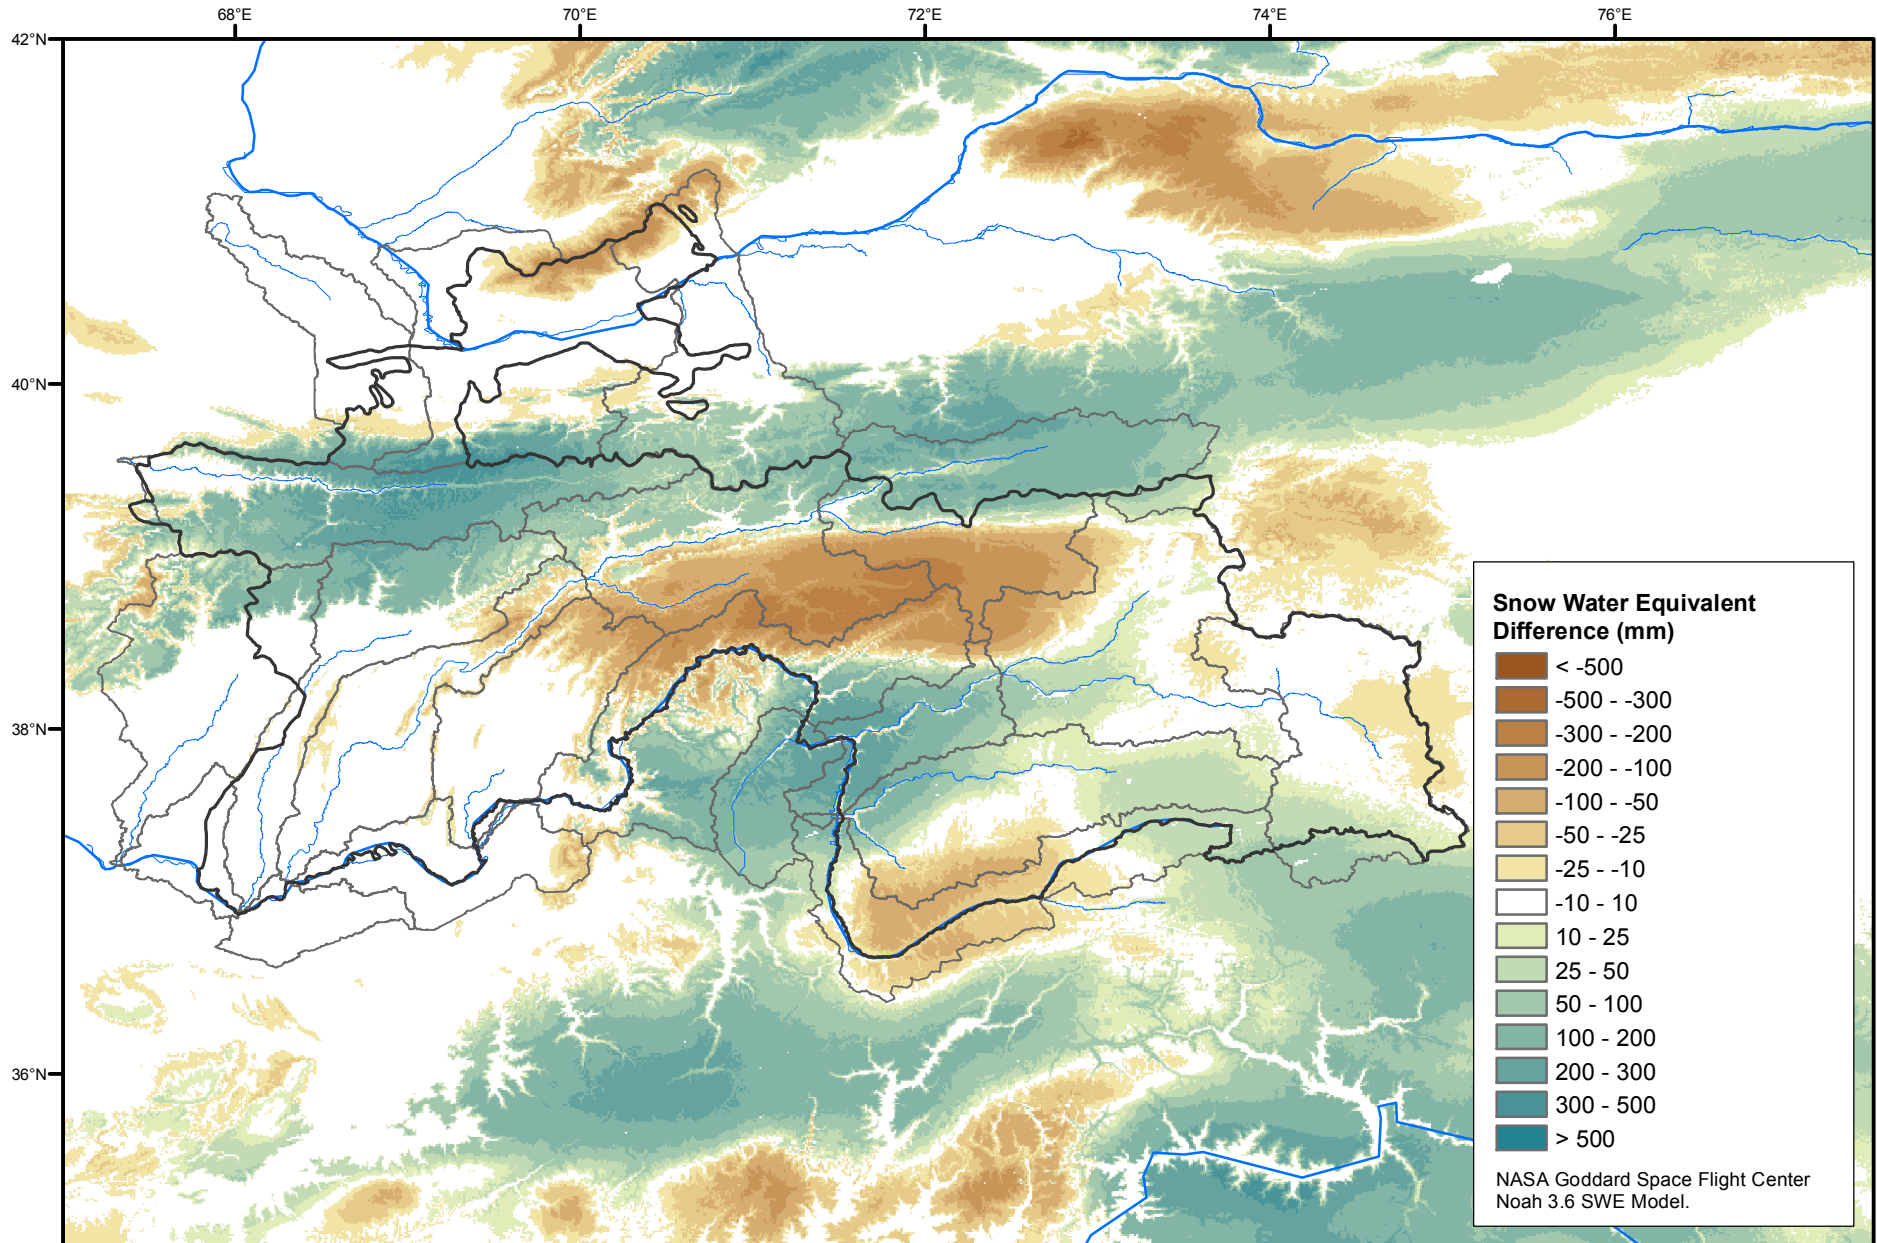 68°E 70°E 72°E 74°E 76°E
42°N
40°N
38°N
36°N
Snow Water Equivalent
Difference (mm)
< -500
-500 - -300
-300 - -200
-200 - -100
-100 - -50
-50 - -25
-25 - -10
-10 - 10
10 - 25
25 - 50
50 - 100
100 - 200
200 - 300
300 - 500
> 500
NASA Goddard Space Flight Center
Noah 3.6 SWE Model.